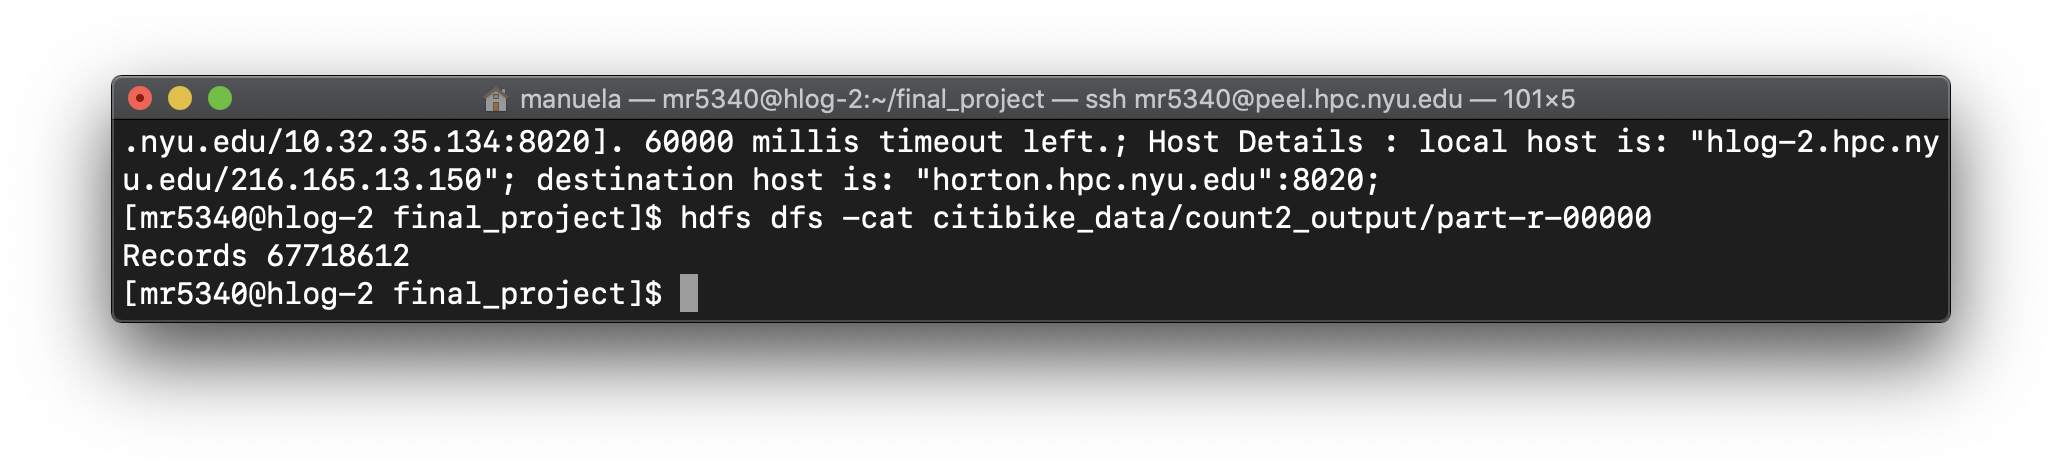 manuela — mr5340@hlog-2:~/final_project — ssh mr5340@peel.hpc.nyu.edu — 101×5
.nyu.edu/10.32.35.134:8020]. 60000 millis timeout left.; Host Details : local host is: "hlog-2.hpc.ny
u.edu/216.165.13.150"; destination host is: "horton.hpc.nyu.edu":8020;
[mr5340@hlog-2 final_project]$ hdfs dfs -cat citibike_data/count2_output/part-r-00000
Records 67718612
[mr5340@hlog-2 final_project]$